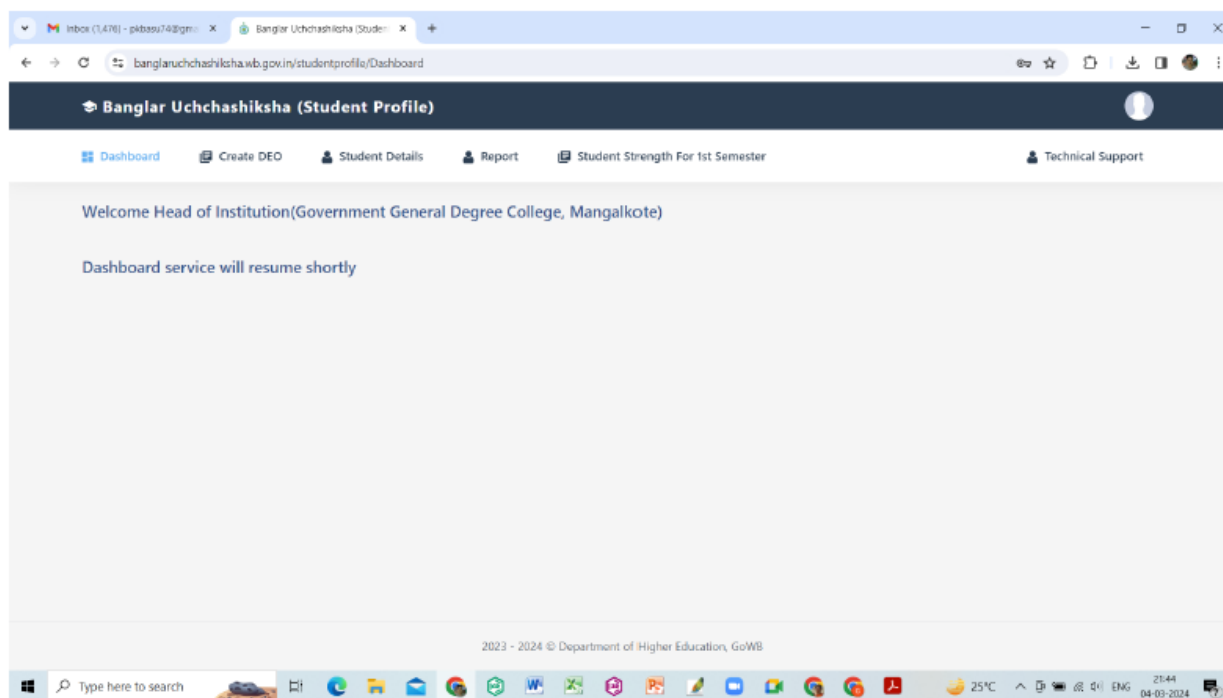 Inbox (1,476) - pkbasu74@gm
Banglar Uchchashiksha (Studen
banglaruchchashiksha.wb.gov.in/studentprofile/Dashboard
Banglar Uchchashiksha (Student Profile)
Dashboard Create DEO Student Details Report Student Strength For 1st Semester Technical Support
Welcome Head of Institution(Government General Degree College, Mangalkote)
Dashboard service will resume shortly
2023 - 2024 © Department of Higher Education, GoWB
Type here to search 25°C ENG 21:44
04-03-2024